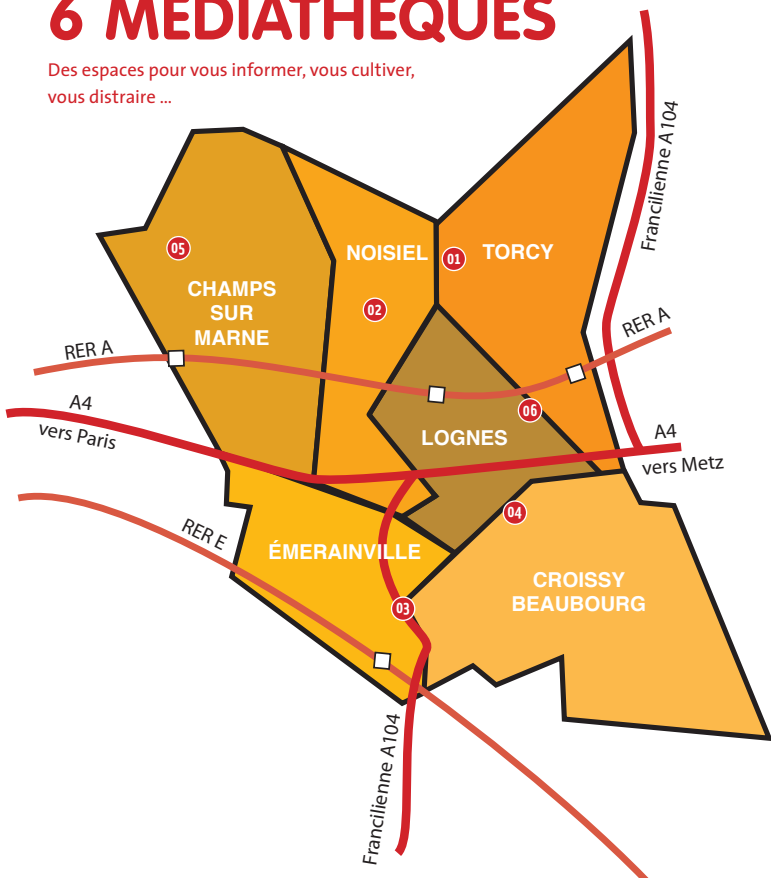 6 MÉDIATHÈQUES
Des espaces pour vous informer, vous cultiver,
vous distraire ...
Francilienne A104
05
NOISIEL
01
TORCY
CHAMPS
SUR
MARNE
02
RER A
RER A
A4
vers Paris
06
LOGNES
A4
vers Metz
RER E
04
ÉMERAINVILLE
CROISSY
BEAUBOURG
03
Francilienne A104